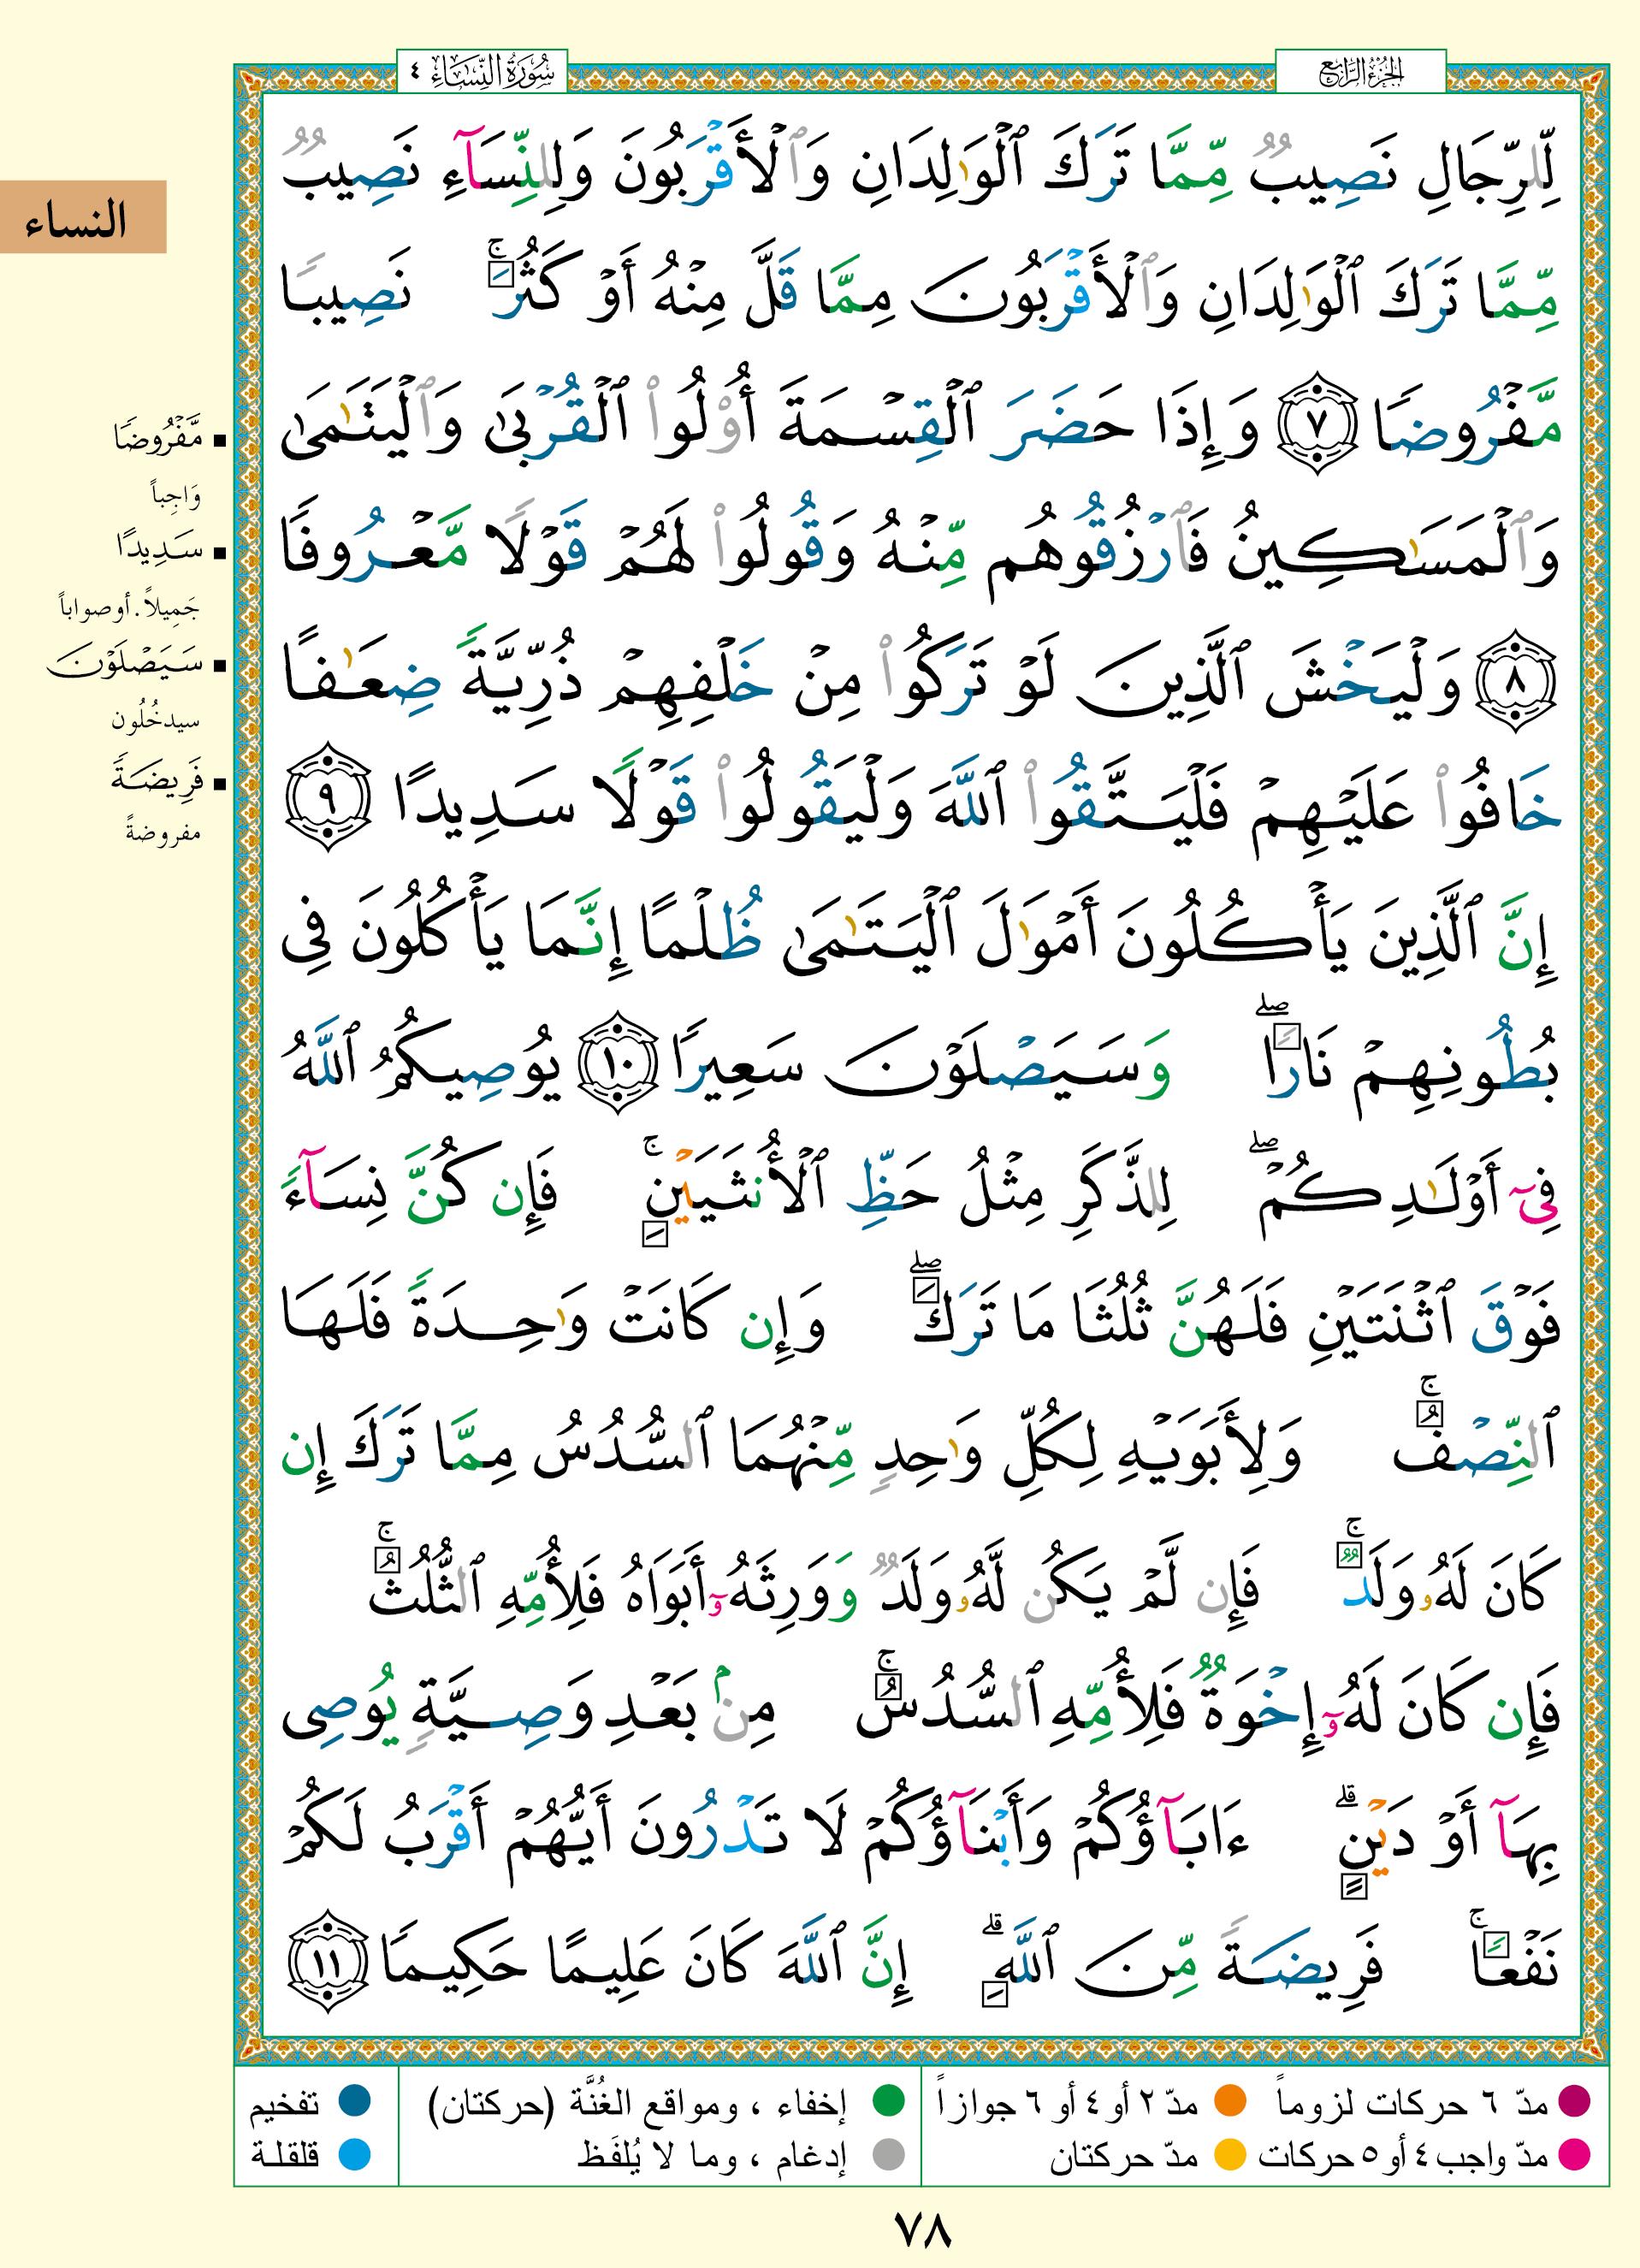 الجزء الرابع
سورة النساء ٤
لِّلرِّجَالِ نَصِيبٌ مِّمَّا تَرَكَ ٱلْوَٰلِدَانِ وَٱلْأَقْرَبُونَ وَلِلنِّسَآءِ نَصِيبٌ
مِّمَّا تَرَكَ ٱلْوَٰلِدَانِ وَٱلْأَقْرَبُونَ مِمَّا قَلَّ مِنْهُ أَوْ كَثُرَ ۚ نَصِيبًا
مَّفْرُوضًا ٧ وَإِذَا حَضَرَ ٱلْقِسْمَةَ أُو۟لُوا۟ ٱلْقُرْبَىٰ وَٱلْيَتَٰمَىٰ
وَٱلْمَسَٰكِينُ فَٱرْزُقُوهُم مِّنْهُ وَقُولُوا۟ لَهُمْ قَوْلًا مَّعْرُوفًا
٨ وَلْيَخْشَ ٱلَّذِينَ لَوْ تَرَكُوا۟ مِنْ خَلْفِهِمْ ذُرِّيَّةً ضِعَٰفًا
خَافُوا۟ عَلَيْهِمْ فَلْيَتَّقُوا۟ ٱللَّهَ وَلْيَقُولُوا۟ قَوْلًا سَدِيدًا ٩
إِنَّ ٱلَّذِينَ يَأْكُلُونَ أَمْوَٰلَ ٱلْيَتَٰمَىٰ ظُلْمًا إِنَّمَا يَأْكُلُونَ فِى
بُطُونِهِمْ نَارًا ۖ وَسَيَصْلَوْنَ سَعِيرًا ١٠ يُوصِيكُمُ ٱللَّهُ
فِىٓ أَوْلَٰدِكُمْ ۖ لِلذَّكَرِ مِثْلُ حَظِّ ٱلْأُنثَيَيْنِ ۚ فَإِن كُنَّ نِسَآءً
فَوْقَ ٱثْنَتَيْنِ فَلَهُنَّ ثُلُثَا مَا تَرَكَ ۖ وَإِن كَانَتْ وَٰحِدَةً فَلَهَا
ٱلنِّصْفُ ۚ وَلِأَبَوَيْهِ لِكُلِّ وَٰحِدٍ مِّنْهُمَا ٱلسُّدُسُ مِمَّا تَرَكَ إِن
كَانَ لَهُۥ وَلَدٌ ۚ فَإِن لَّمْ يَكُن لَّهُۥ وَلَدٌ وَوَرِثَهُۥٓ أَبَوَاهُ فَلِأُمِّهِ ٱلثُّلُثُ ۚ
فَإِن كَانَ لَهُۥٓ إِخْوَةٌ فَلِأُمِّهِ ٱلسُّدُسُ ۚ مِنۢ بَعْدِ وَصِيَّةٍ يُوصِى
بِهَآ أَوْ دَيْنٍ ۗ ءَابَآؤُكُمْ وَأَبْنَآؤُكُمْ لَا تَدْرُونَ أَيُّهُمْ أَقْرَبُ لَكُمْ
نَفْعًا ۚ فَرِيضَةً مِّنَ ٱللَّهِ ۗ إِنَّ ٱللَّهَ كَانَ عَلِيمًا حَكِيمًا ١١
النساء
مَّفْرُوضًا
وَاجِباً
سَدِيدًا
جَمِيلاً. أو صواباً
سَيَصْلَوْنَ
سيدخُلُون
فَرِيضَةً
مفروضةً
مدّ ٦ حركات لزوماً مدّ ٢ أو ٤ أو ٦ جوازاً إخفاء ، ومواقع الغُنَّة (حركتان) تفخيم
مدّ واجب ٤ أو ٥ حركات مدّ حركتان إدغام ، وما لا يُلفَظ قلقلة
٧٨